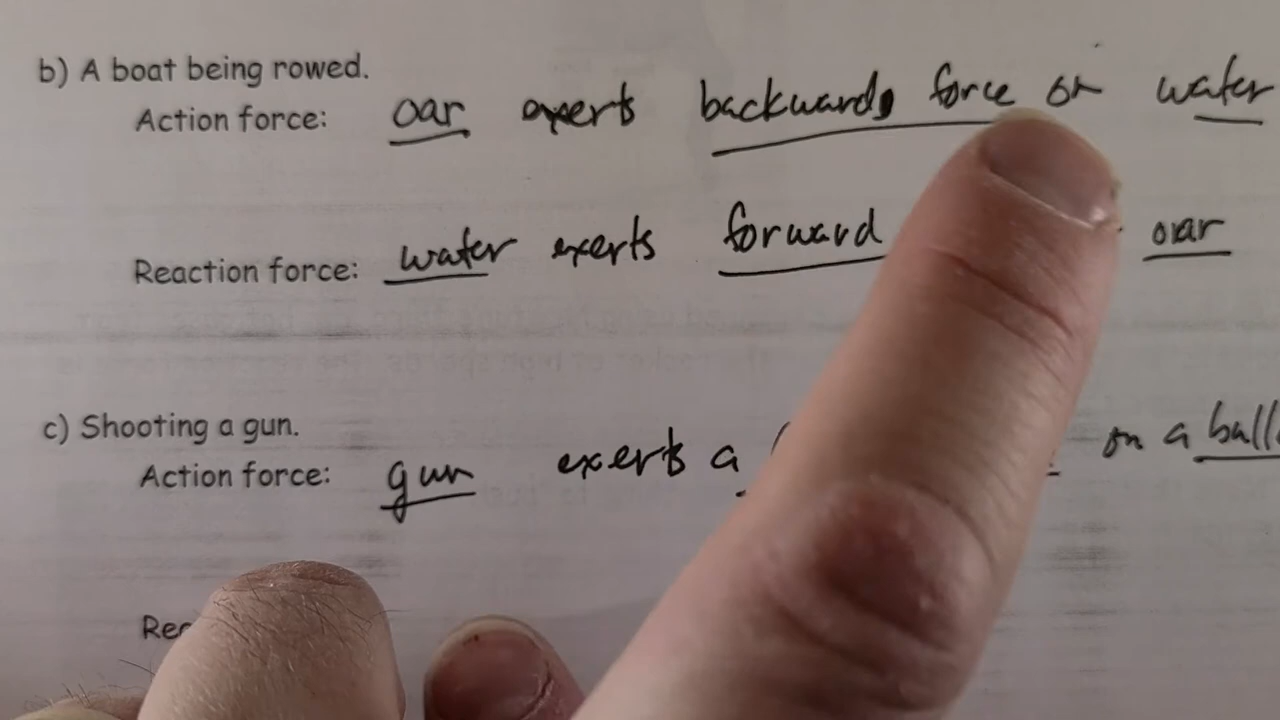 b) A boat being rowed.
Action force: oar exerts backwards force on water
Reaction force: water exerts forward oar
c) Shooting a gun.
Action force: gun exerts a on a